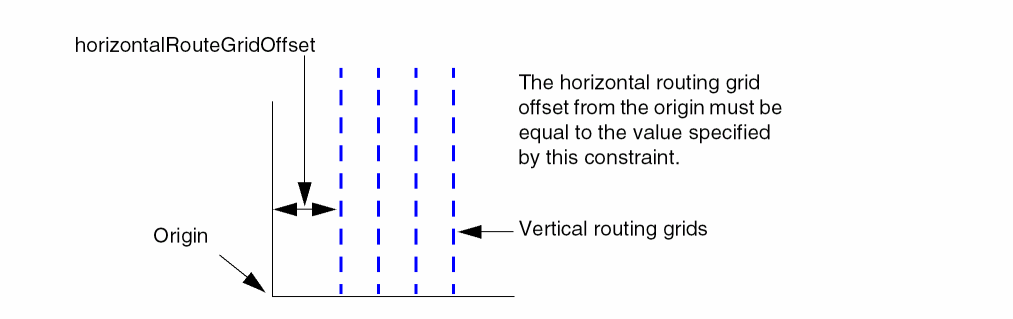 horizontalRouteGridOffset
The horizontal routing grid
offset from the origin must be
equal to the value specified
by this constraint.
Origin
Vertical routing grids